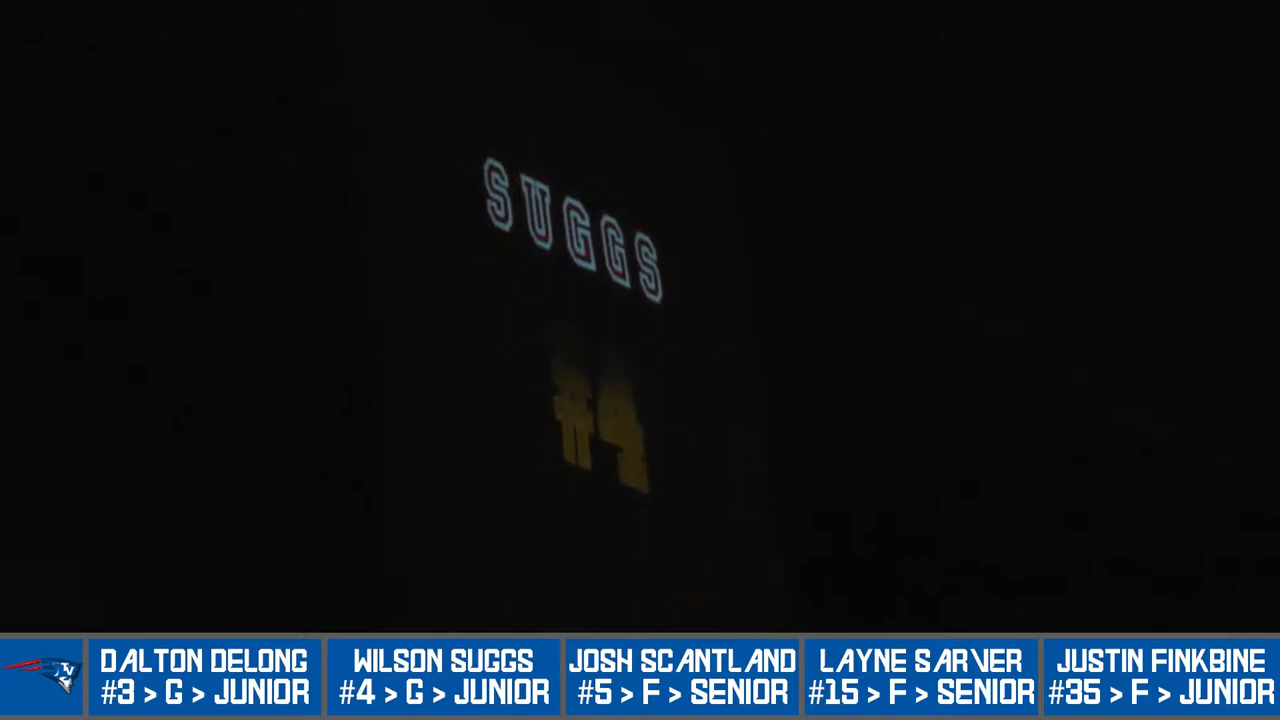 SUGGS
#4
DALTON DELONG
#3 > G > JUNIOR
WILSON SUGGS
#4 > G > JUNIOR
JOSH SCANTLAND
#5 > F > SENIOR
LAYNE SARVER
#15 > F > SENIOR
JUSTIN FINKBINE
#35 > F > JUNIOR